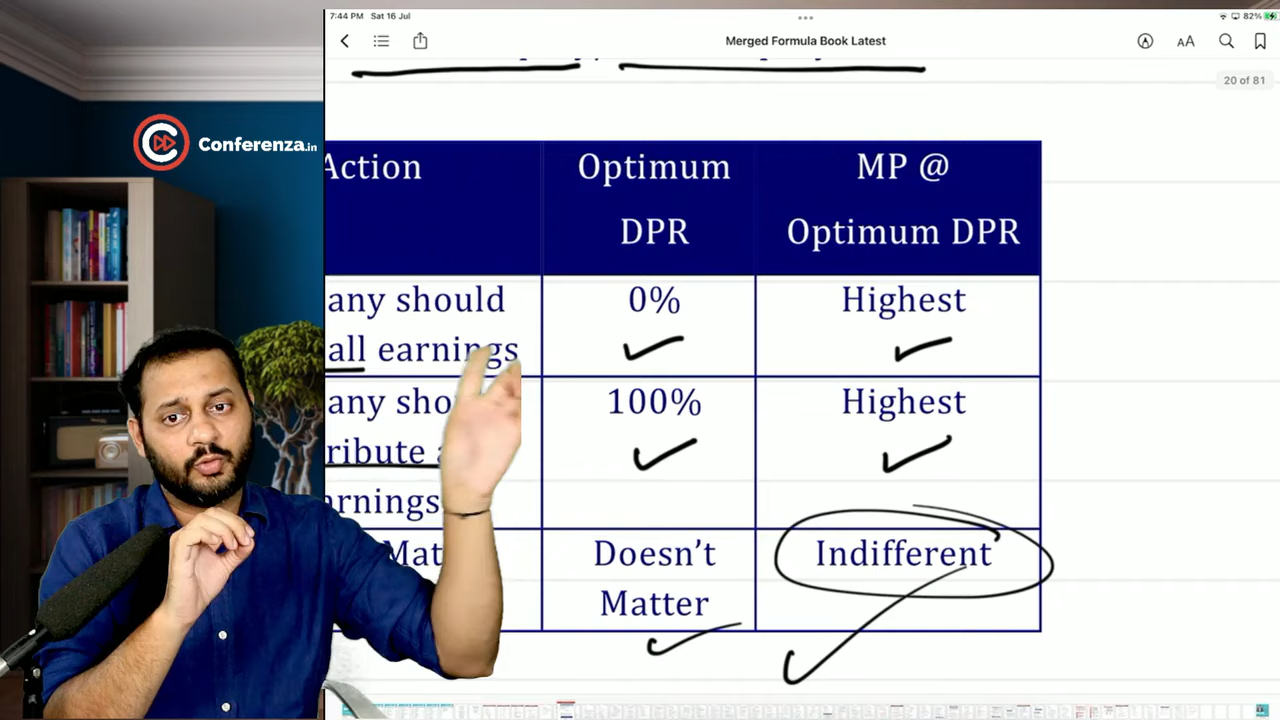 7:44 PM Sat 16 Jul
82%
Merged Formula Book Latest
20 of 81
Conferenza.in
Action
Optimum
DPR
MP @
Optimum DPR
any should
all earnings
0%
Highest
any sho
ribute
rnings
100%
Highest
Mat
Doesn't
Matter
Indifferent